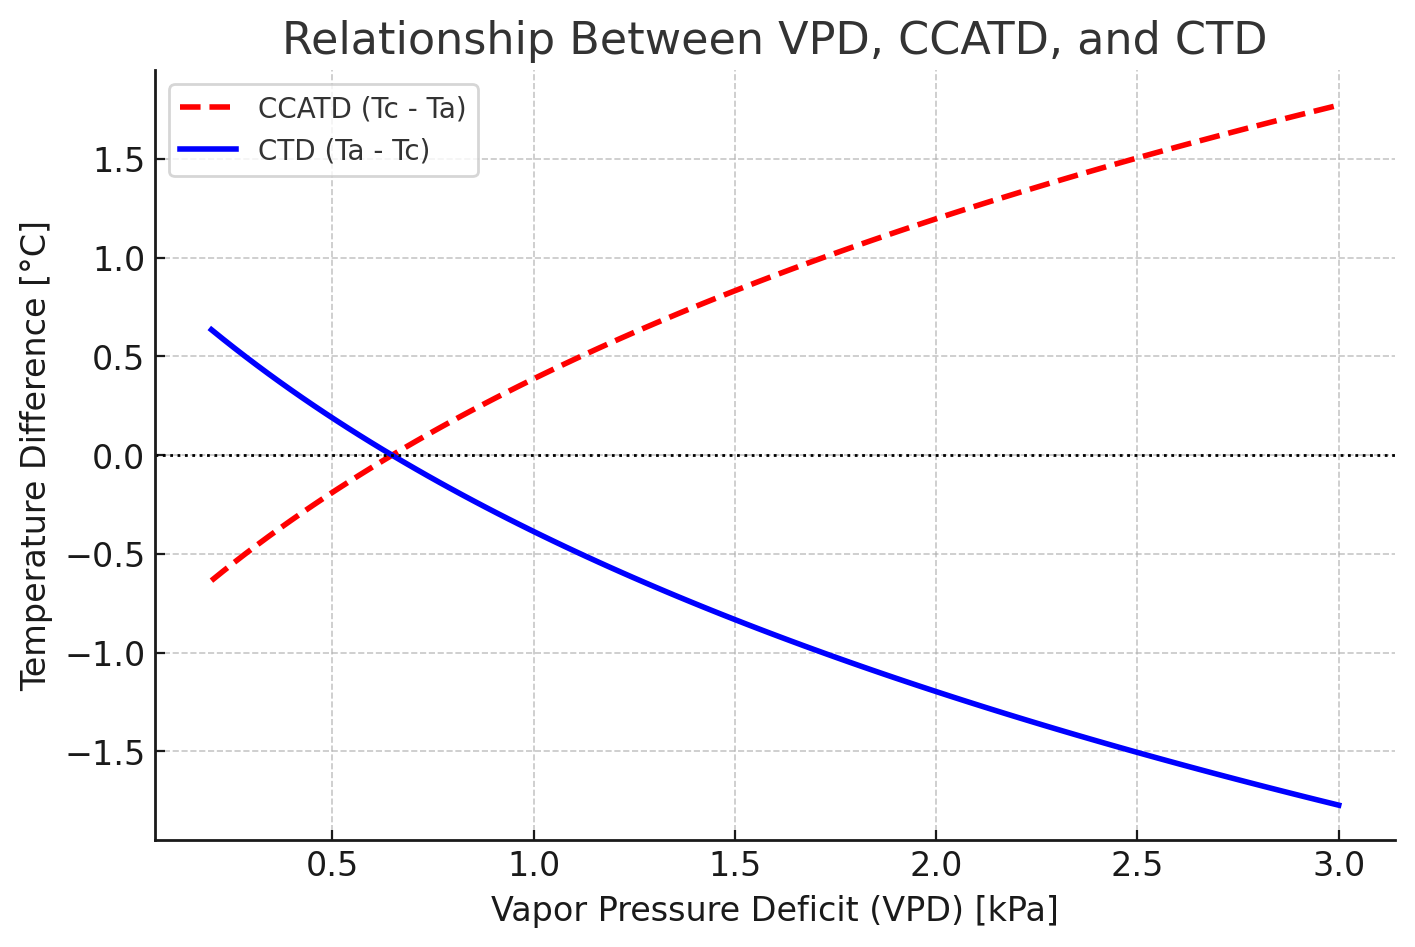 Relationship Between VPD, CCATD, and CTD
CCATD (Tc - Ta)
CTD (Ta - Tc)
Temperature Difference [°C]
1.5
1.0
0.5
0.0
−0.5
−1.0
−1.5
0.5 1.0 1.5 2.0 2.5 3.0
Vapor Pressure Deficit (VPD) [kPa]